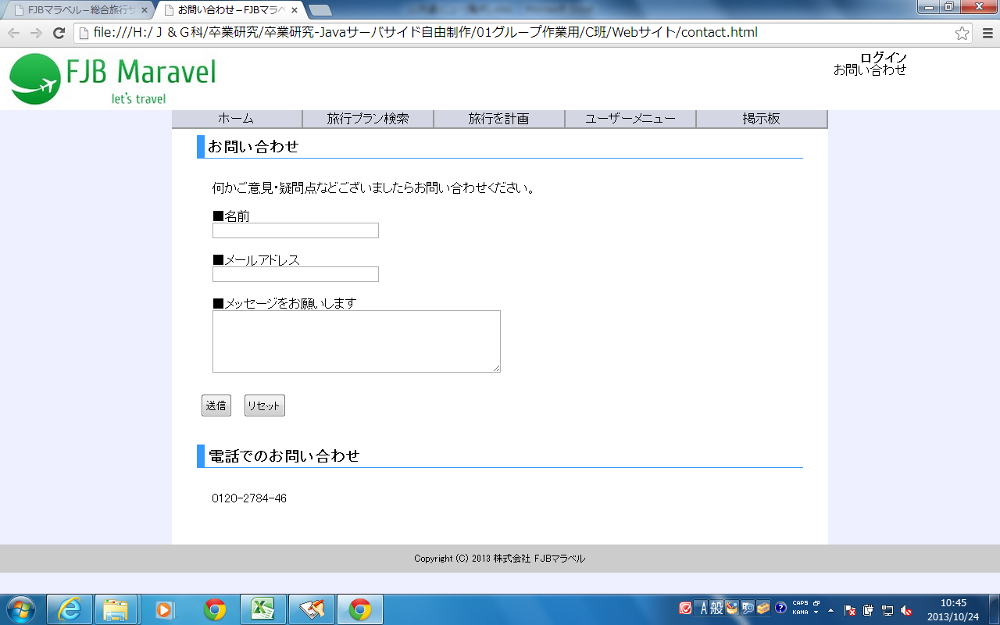 FJBマラベル－総合旅行サ
お問い合わせ－FJBマラベ
file:///H:/Ｊ＆Ｇ科/卒業研究/卒業研究-Javaサーバサイド自由制作/01グループ作業用/C班/Webサイト/contact.html
FJB Maravel
let's travel
ログイン
お問い合わせ
ホーム 旅行プラン検索 旅行を計画 ユーザーメニュー 掲示板
お問い合わせ
何かご意見・疑問点などございましたらお問い合わせください。
■名前
■メールアドレス
■メッセージをお願いします
送信 リセット
電話でのお問い合わせ
0120-2784-46
Copyright (C) 2013 株式会社 FJBマラベル
A 般
CAPS
KANA
10:45
2013/10/24